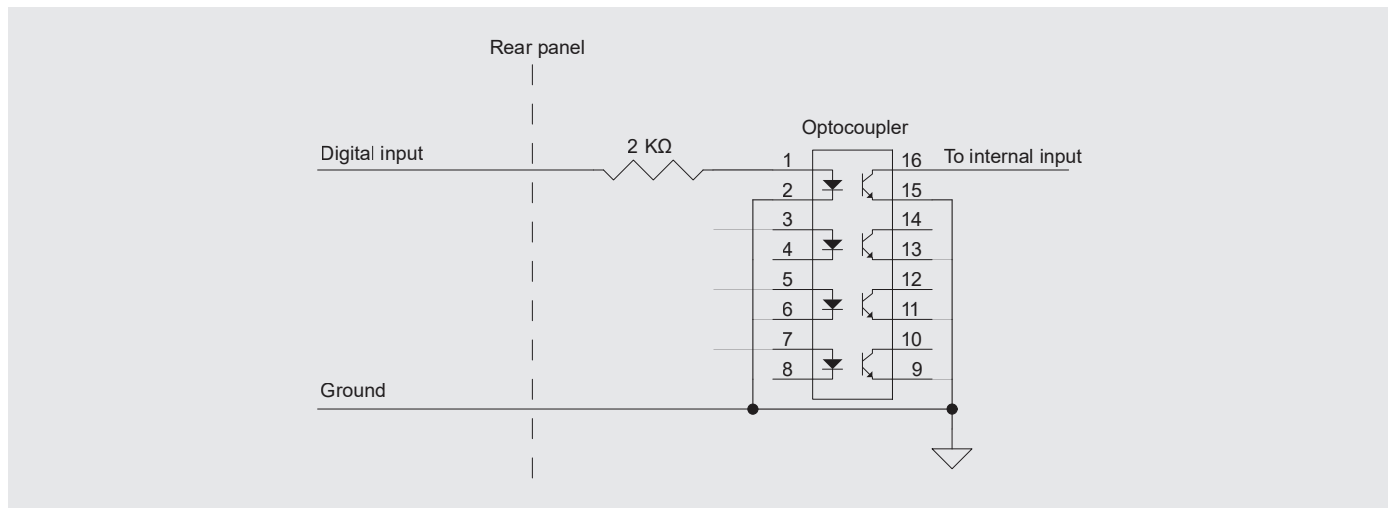 Rear panel
Optocoupler
Digital input
2 KΩ
1
16
To internal input
2
15
3
14
4
13
5
12
6
11
7
10
8
9
Ground